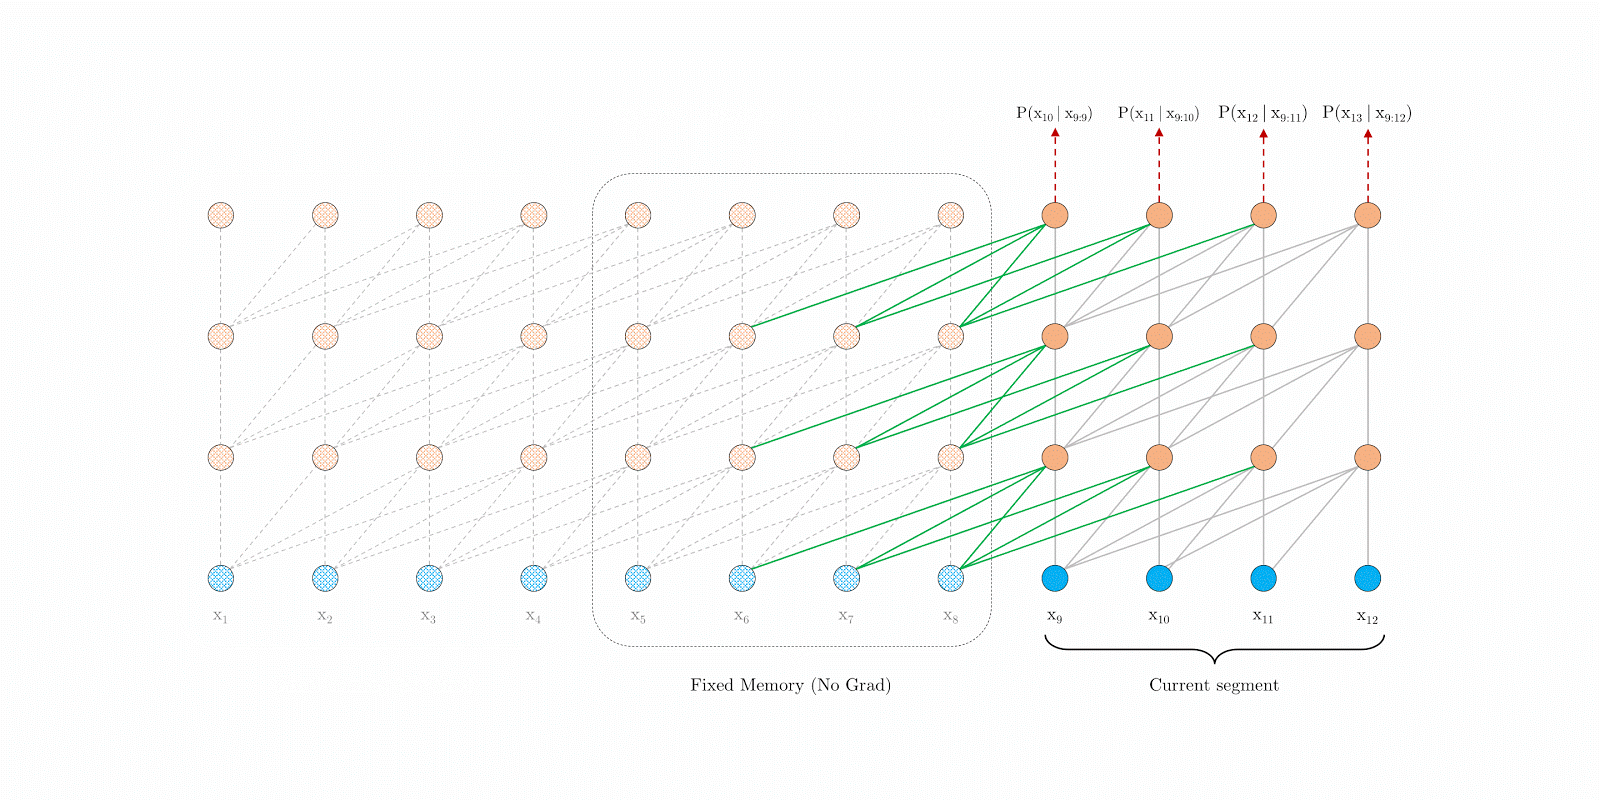 P(x₁₀ | x₉:₉) P(x₁₁ | x₉:₁₀) P(x₁₂ | x₉:₁₁) P(x₁₃ | x₉:₁₂)
x₁ x₂ x₃ x₄ x₅ x₆ x₇ x₈ x₉ x₁₀ x₁₁ x₁₂
Fixed Memory (No Grad) Current segment